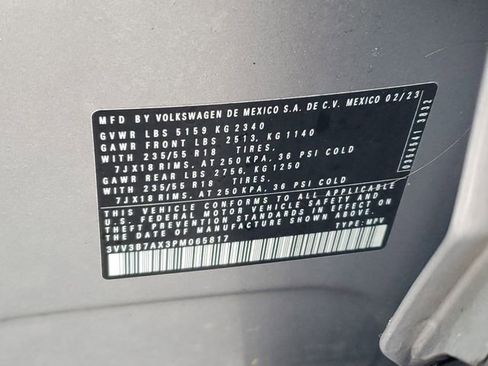 MFD BY VOLKSWAGEN DE MEXICO S.A. DE C.V. MEXICO 02/23
GVWR LBS 5159 KG 2340
GAWR FRONT LBS 2513, KG 1140
WITH 235/55 R18 TIRES.
7JX18 RIMS, AT 250 KPA, 36 PSI COLD
GAWR REAR LBS 2756, KG 1250
WITH 235/55 R18 TIRES.
7JX18 RIMS, AT 250 KPA, 36 PSI COLD
THIS VEHICLE CONFORMS TO ALL APPLICABLE
U.S. FEDERAL MOTOR VEHICLE SAFETY AND
THEFT PREVENTION STANDARDS IN EFFECT ON
THE DATE OF MANUFACTURE SHOWN ABOVE.
3VV3B7AX3PM065817 TYPE: MPV